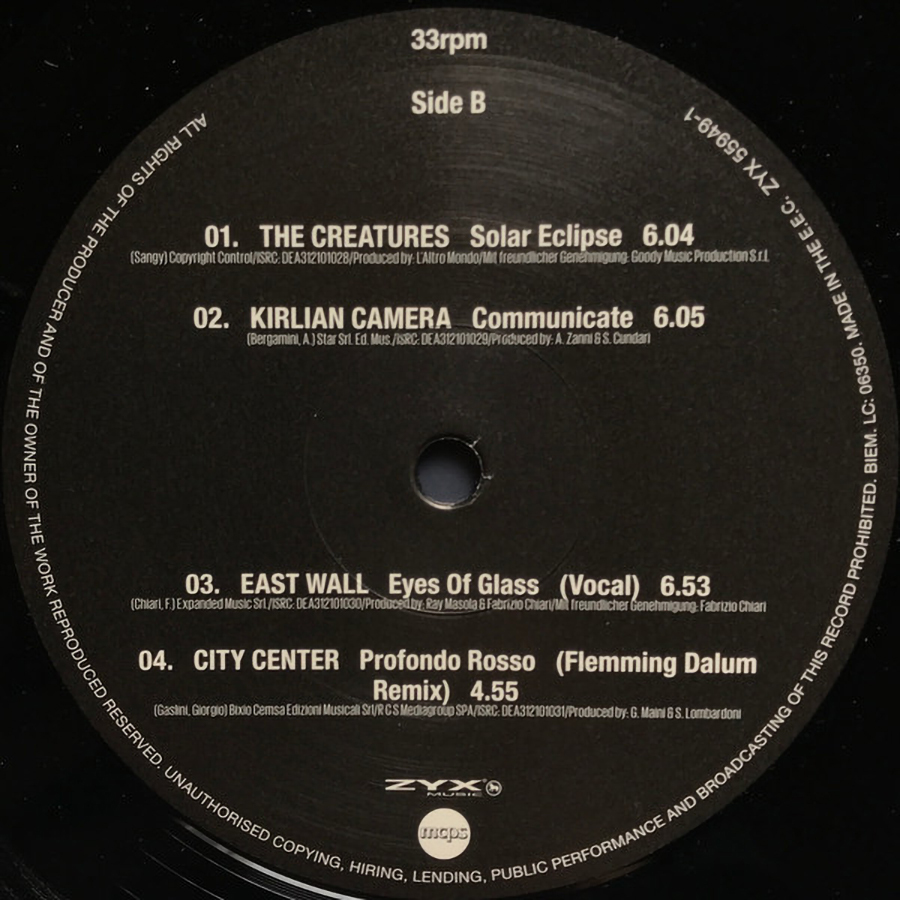 33rpm
Side B
01. THE CREATURES Solar Eclipse 6.04
(Sangy) Copyright Control/ISRC: DEA312101028/Produced by: L'Altro Mondo/Mit freundlicher Genehmigung: Goody Music Production S.r.l.
02. KIRLIAN CAMERA Communicate 6.05
(Bergamini, A.) Star Srl. Ed. Mus./ISRC: DEA312101029/Produced by: A. Zanni & S. Cundari
03. EAST WALL Eyes Of Glass (Vocal) 6.53
(Chiari, F.) Expanded Music Srl./ISRC: DEA312101030/Produced by: Ray Masola & Fabrizio Chiari/Mit freundlicher Genehmigung: Fabrizio Chiari
04. CITY CENTER Profondo Rosso (Flemming Dalum
Remix) 4.55
(Gaslini, Giorgio) Bixio Cemsa Edizioni Musicali Srl/R C S Mediagroup SPA/ISRC: DEA312101031/Produced by: G. Maini & S. Lombardoni
ZYX
MUSIC
mcps
ALL RIGHTS OF THE PRODUCER AND OF THE OWNER OF THE WORK REPRODUCED RESERVED. UNAUTHORISED COPYING, HIRING, LENDING, PUBLIC PERFORMANCE AND BROADCASTING OF THIS RECORD PROHIBITED. BIEM. LC: 06350. MADE IN THE E.E.C. ZYX 55949-1